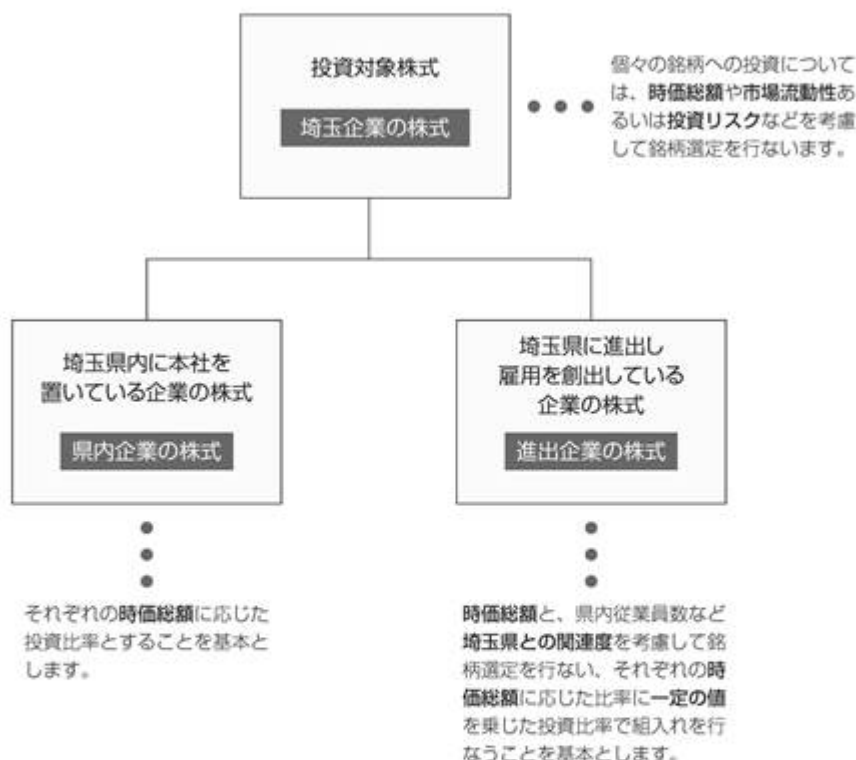 投資対象株式
埼玉企業の株式
個々の銘柄への投資について
は、時価総額や市場流動性あ
るいは投資リスクなどを考慮
して銘柄選定を行ないます。
埼玉県内に本社を
置いている企業の株式
県内企業の株式
それぞれの時価総額に応じた
投資比率とすることを基本と
します。
埼玉県に進出し
雇用を創出している
企業の株式
進出企業の株式
時価総額と、県内従業員数など
埼玉県との関連度を考慮して銘
柄選定を行ない、それぞれの時
価総額に応じた比率に一定の値
を乗じた投資比率で組入れを行
なうことを基本とします。